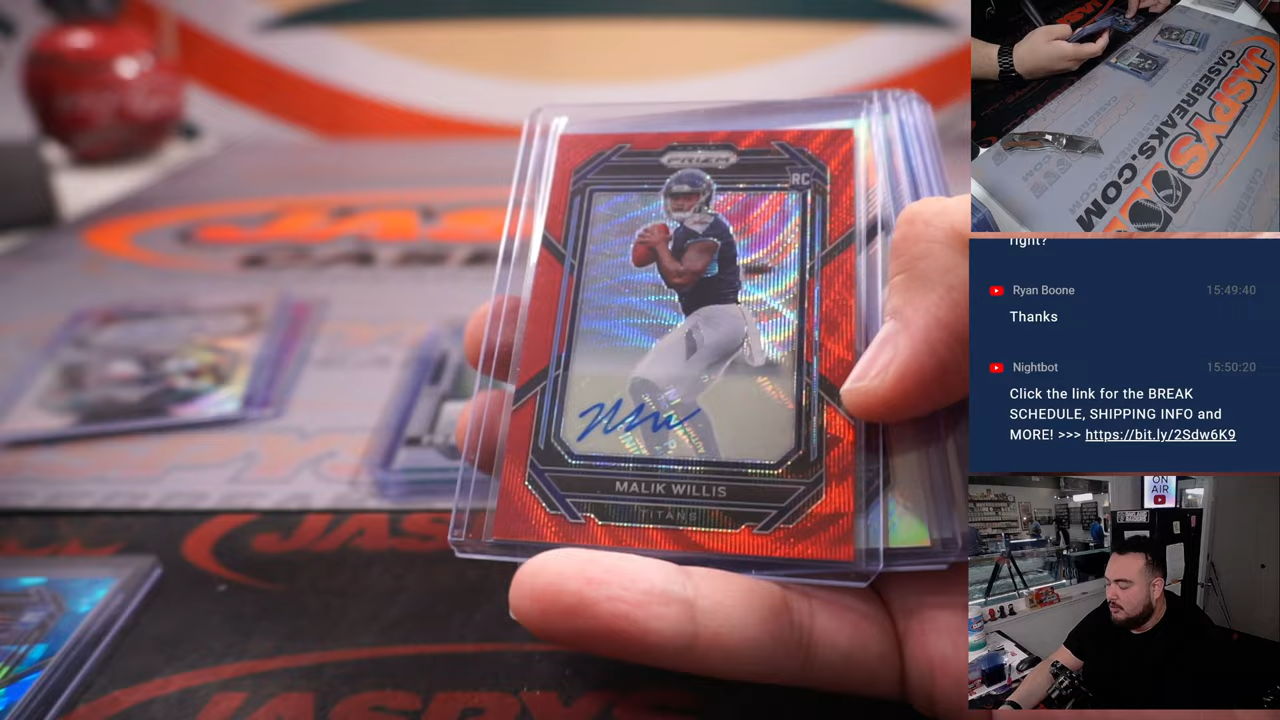 PRIZM
RC
MALIK WILLIS
TITANS
JASPYS
CASEBREAKS.COM
right?
Ryan Boone
15:49:40
Thanks
Nightbot
15:50:20
Click the link for the BREAK
SCHEDULE, SHIPPING INFO and
MORE! >>> https://bit.ly/2Sdw6K9
ON
AIR